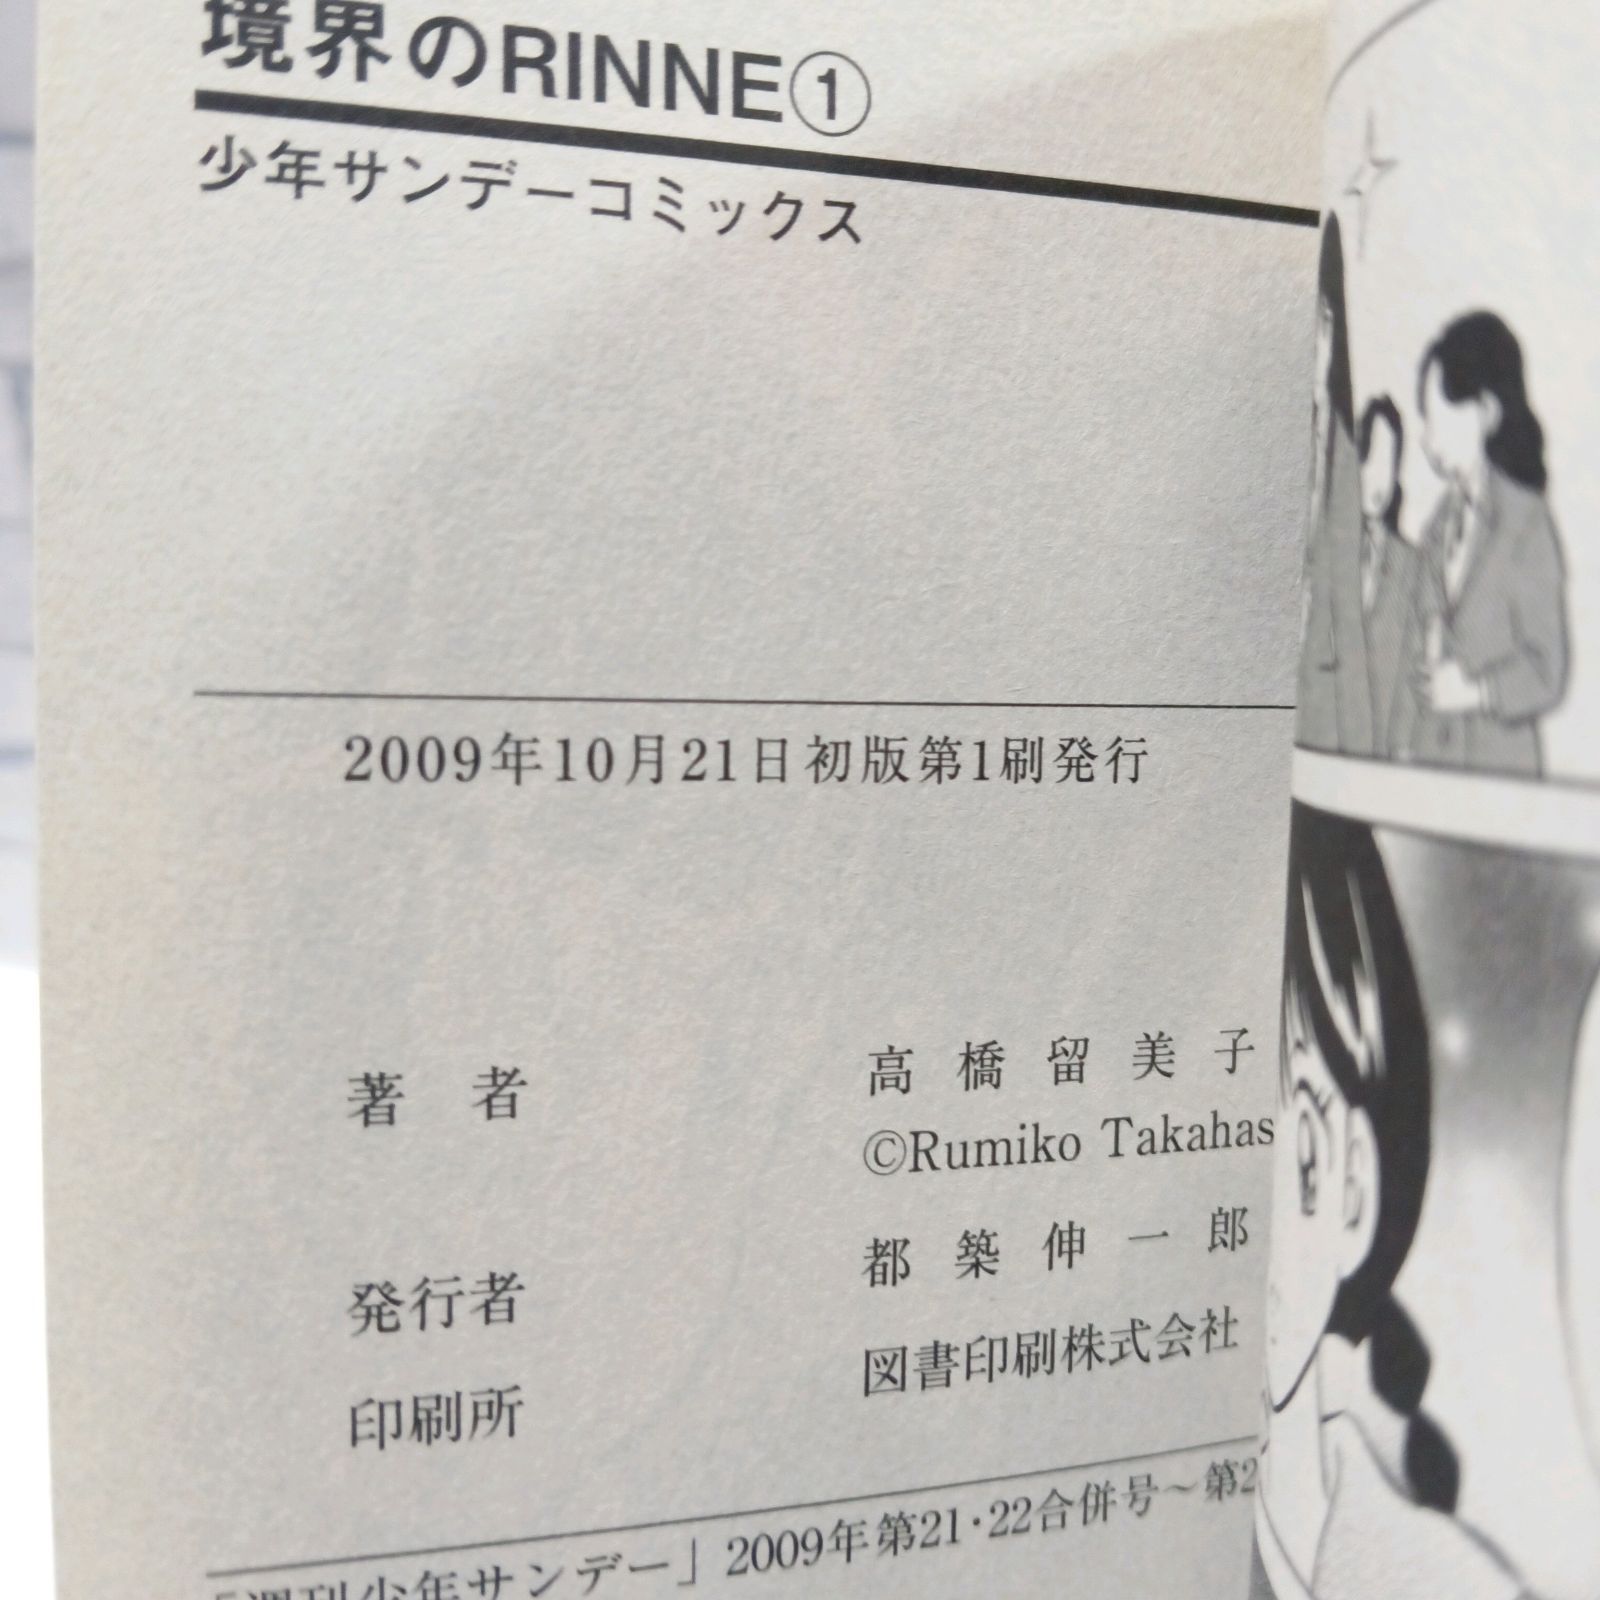 境界のRINNE①
少年サンデーコミックス
2009年10月21日初版第1刷発行
著者 高橋留美子
©Rumiko Takahas
発行者 都築伸一郎
印刷所 図書印刷株式会社
「週刊少年サンデー」2009年第21・22合併号～第2